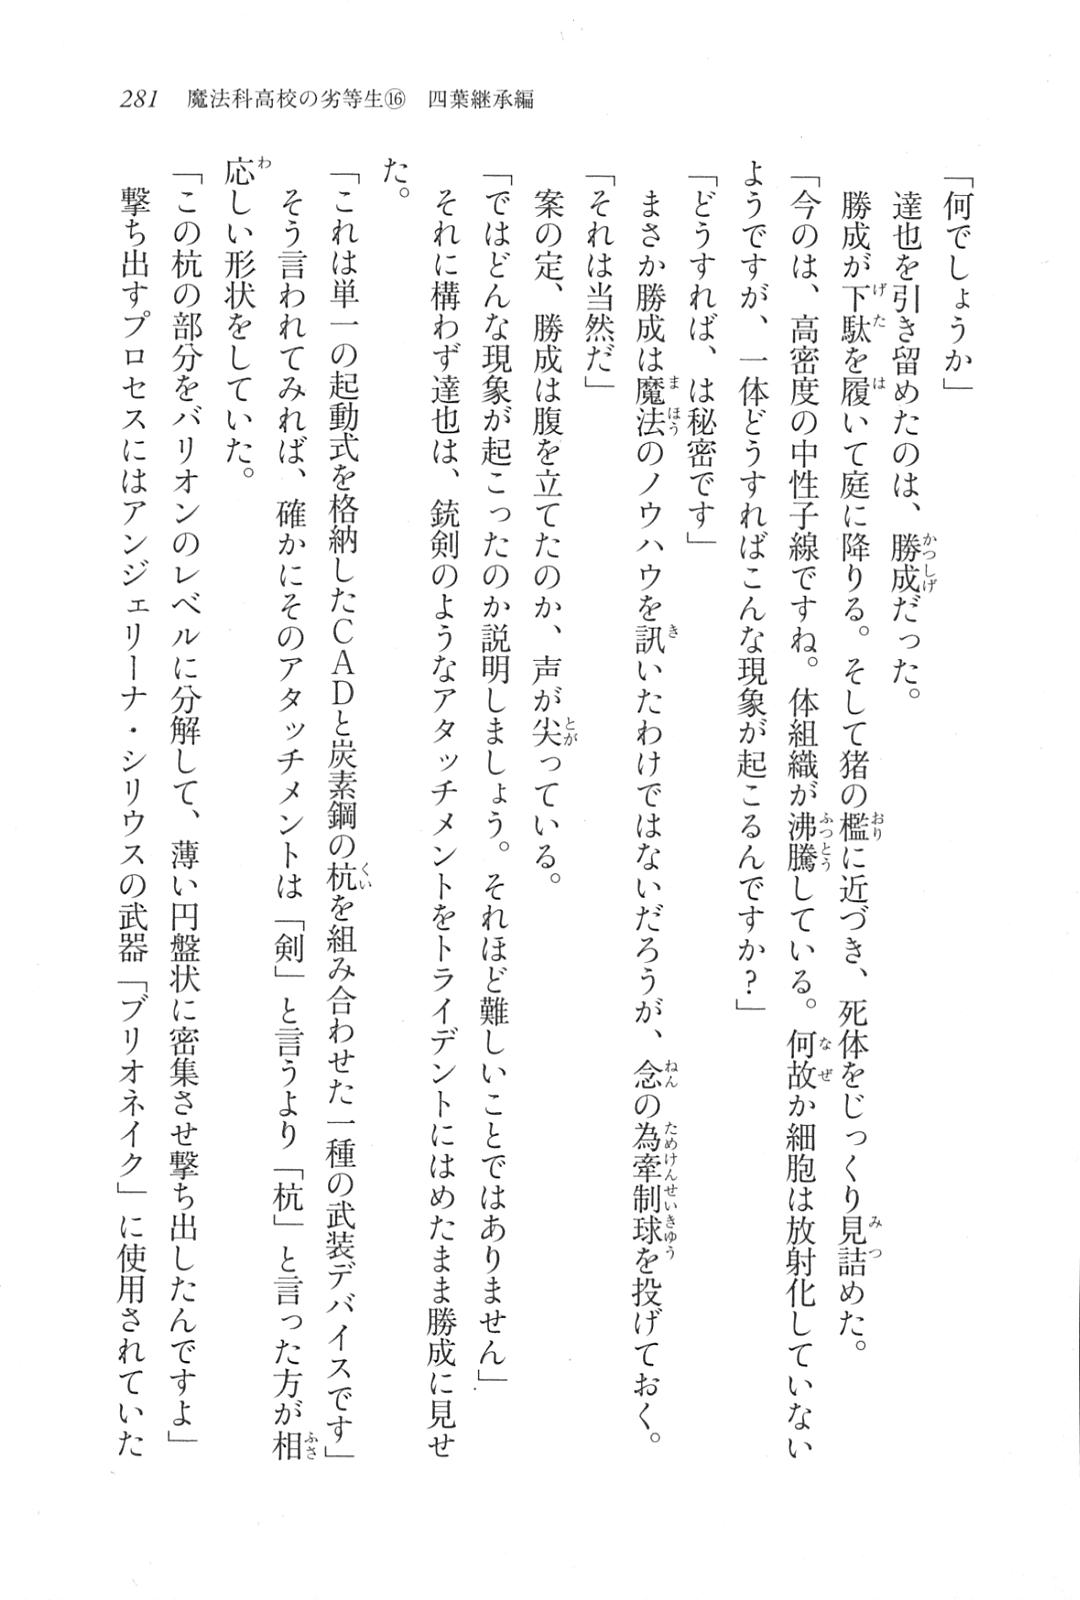 281　魔法科高校の劣等生⑯　四葉継承編
「何でしょうか」
　達也を引き留めたのは、勝成だった。
　勝成が下駄を履いて庭に降りる。そして猪の檻に近づき、死体をじっくり見詰めた。
「今のは、高密度の中性子線ですね。体組織が沸騰している。何故か細胞は放射化していない
ようですが、一体どうすればこんな現象が起こるんですか？」
「どうすれば、は秘密です」
　まさか勝成は魔法のノウハウを訊いたわけではないだろうが、念の為牽制球を投げておく。
「それは当然だ」
　案の定、勝成は腹を立てたのか、声が尖っている。
「ではどんな現象が起こったのか説明しましょう。それほど難しいことではありません」
　それに構わず達也は、銃剣のようなアタッチメントをトライデントにはめたまま勝成に見せ
た。
「これは単一の起動式を格納したＣＡＤと炭素鋼の杭を組み合わせた一種の武装デバイスです」
　そう言われてみれば、確かにそのアタッチメントは「剣」と言うより「杭」と言った方が相
応しい形状をしていた。
「この杭の部分をバリオンのレベルに分解して、薄い円盤状に密集させ撃ち出したんですよ」
　撃ち出すプロセスにはアンジェリーナ・シリウスの武器「ブリオネイク」に使用されていた